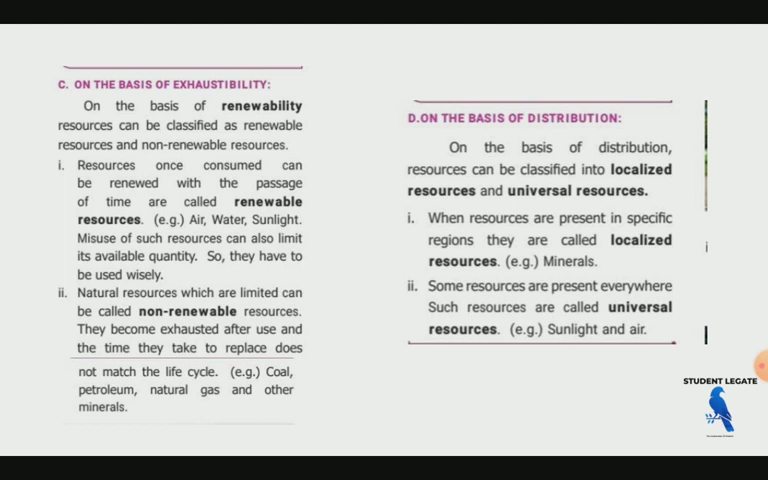 C. ON THE BASIS OF EXHAUSTIBILITY:
On the basis of renewability
resources can be classified as renewable
resources and non-renewable resources.
i. Resources once consumed can
be renewed with the passage
of time are called renewable
resources. (e.g.) Air, Water, Sunlight.
Misuse of such resources can also limit
its available quantity. So, they have to
be used wisely.
ii. Natural resources which are limited can
be called non-renewable resources.
They become exhausted after use and
the time they take to replace does
not match the life cycle. (e.g.) Coal,
petroleum, natural gas and other
minerals.
D.ON THE BASIS OF DISTRIBUTION:
On the basis of distribution,
resources can be classified into localized
resources and universal resources.
i. When resources are present in specific
regions they are called localized
resources. (e.g.) Minerals.
ii. Some resources are present everywhere
Such resources are called universal
resources. (e.g.) Sunlight and air.
i
STUDENT LEGATE